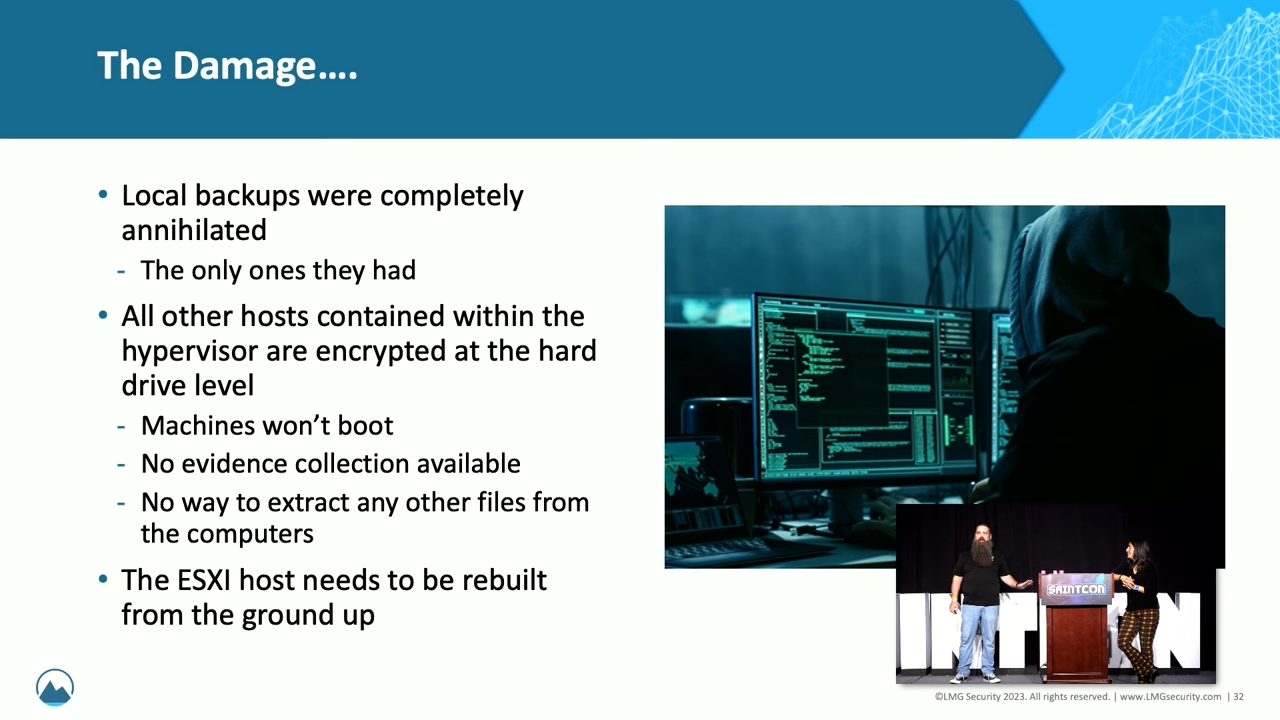 The Damage….
• Local backups were completely
annihilated
- The only ones they had
• All other hosts contained within the
hypervisor are encrypted at the hard
drive level
- Machines won’t boot
- No evidence collection available
- No way to extract any other files from
the computers
• The ESXI host needs to be rebuilt
from the ground up
SAINTCON
©LMG Security 2023. All rights reserved. | www.LMGsecurity.com | 32